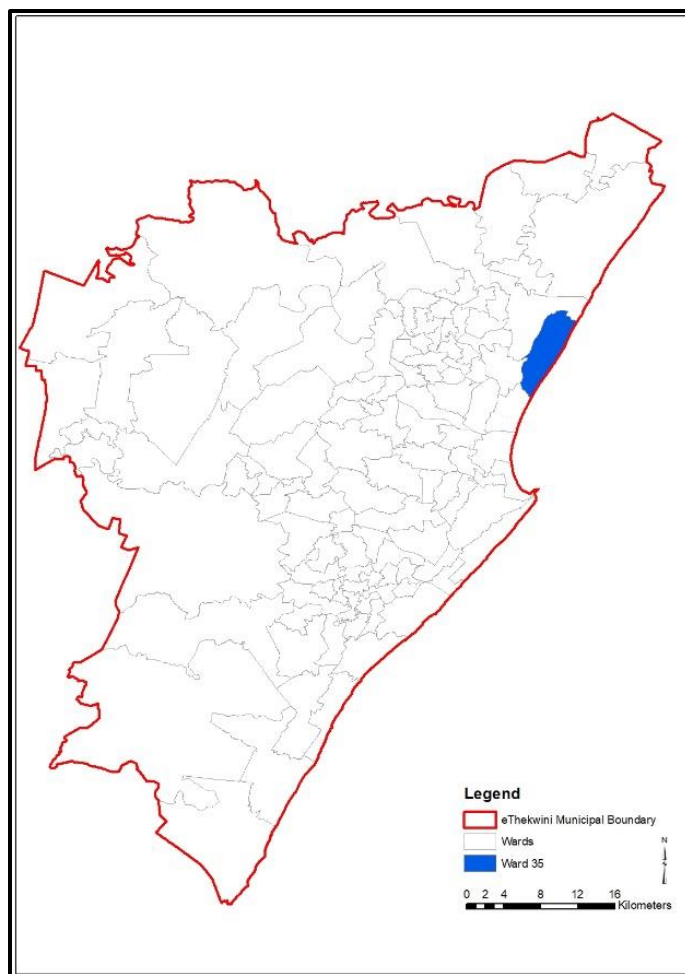 Legend
eThekwini Municipal Boundary
Wards
Ward 35
N
0 2 4 8 12 16
Kilometers